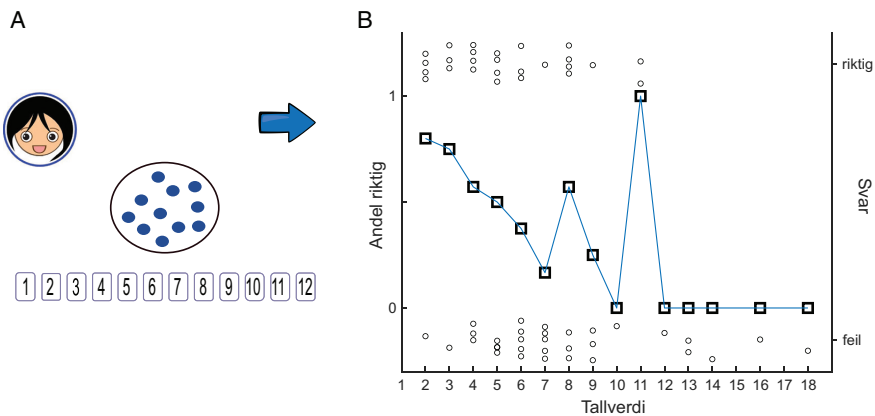 A
1 2 3 4 5 6 7 8 9 10 11 12
B
Andel riktig
1
0
riktig
feil
Svar
1 2 3 4 5 6 7 8 9 10 11 12 13 14 15 16 17 18
Tallverdi